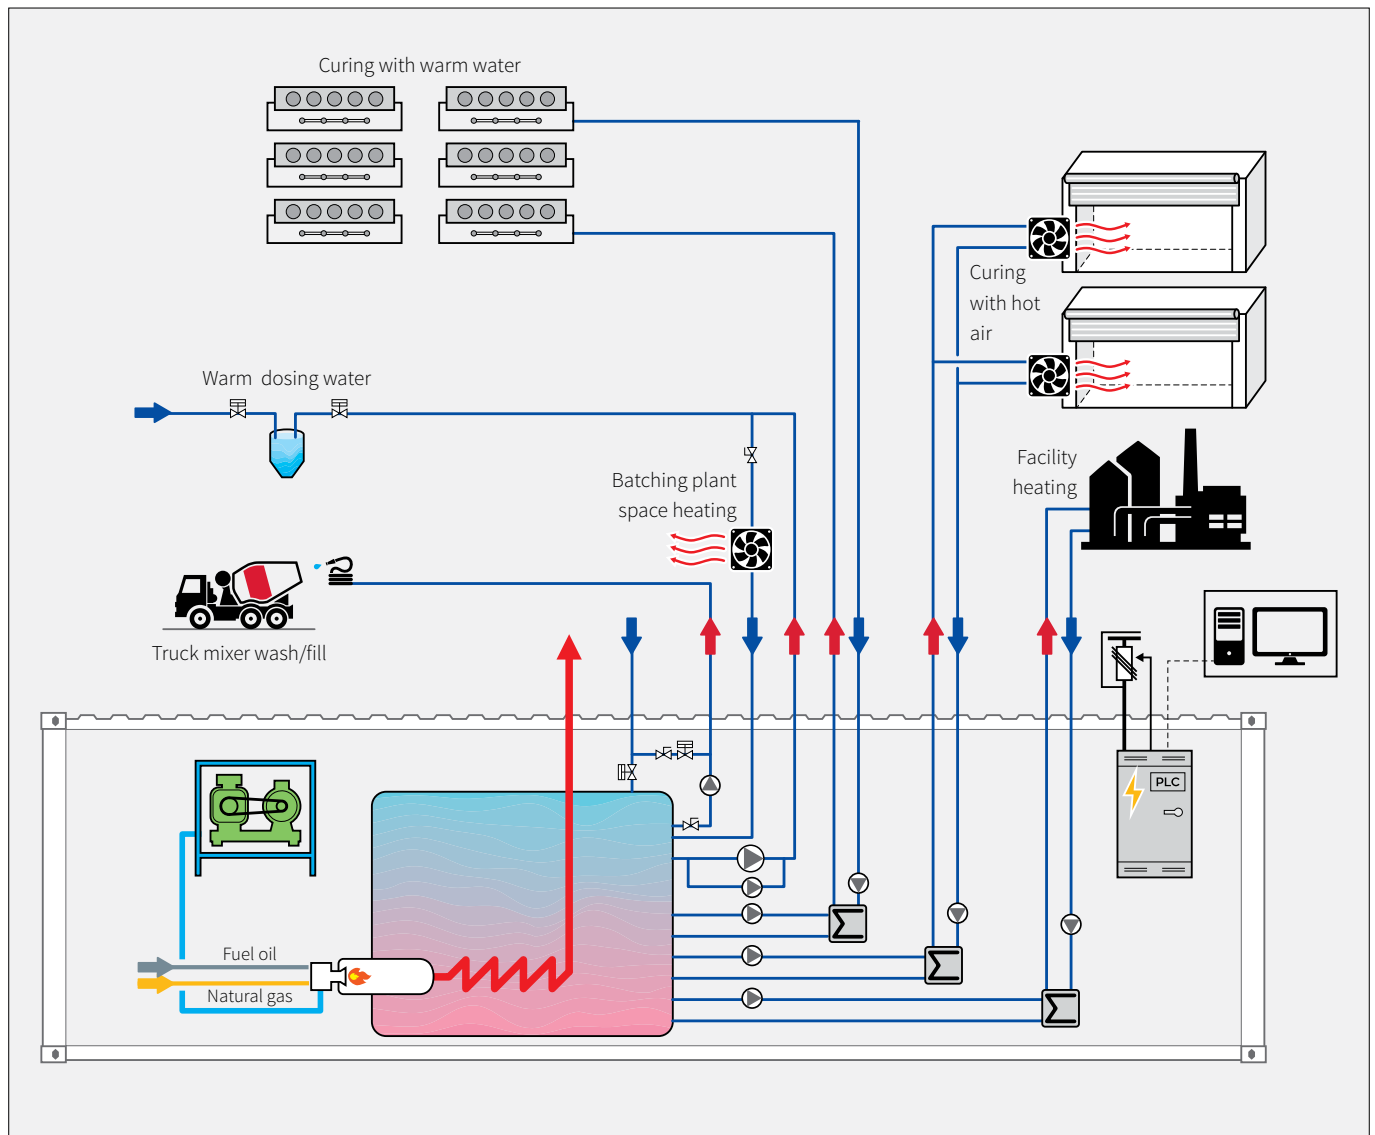 Curing with warm water
Curing
with hot
air
Warm dosing water
Facility
heating
Batching plant
space heating
Truck mixer wash/fill
PLC
Fuel oil
Natural gas